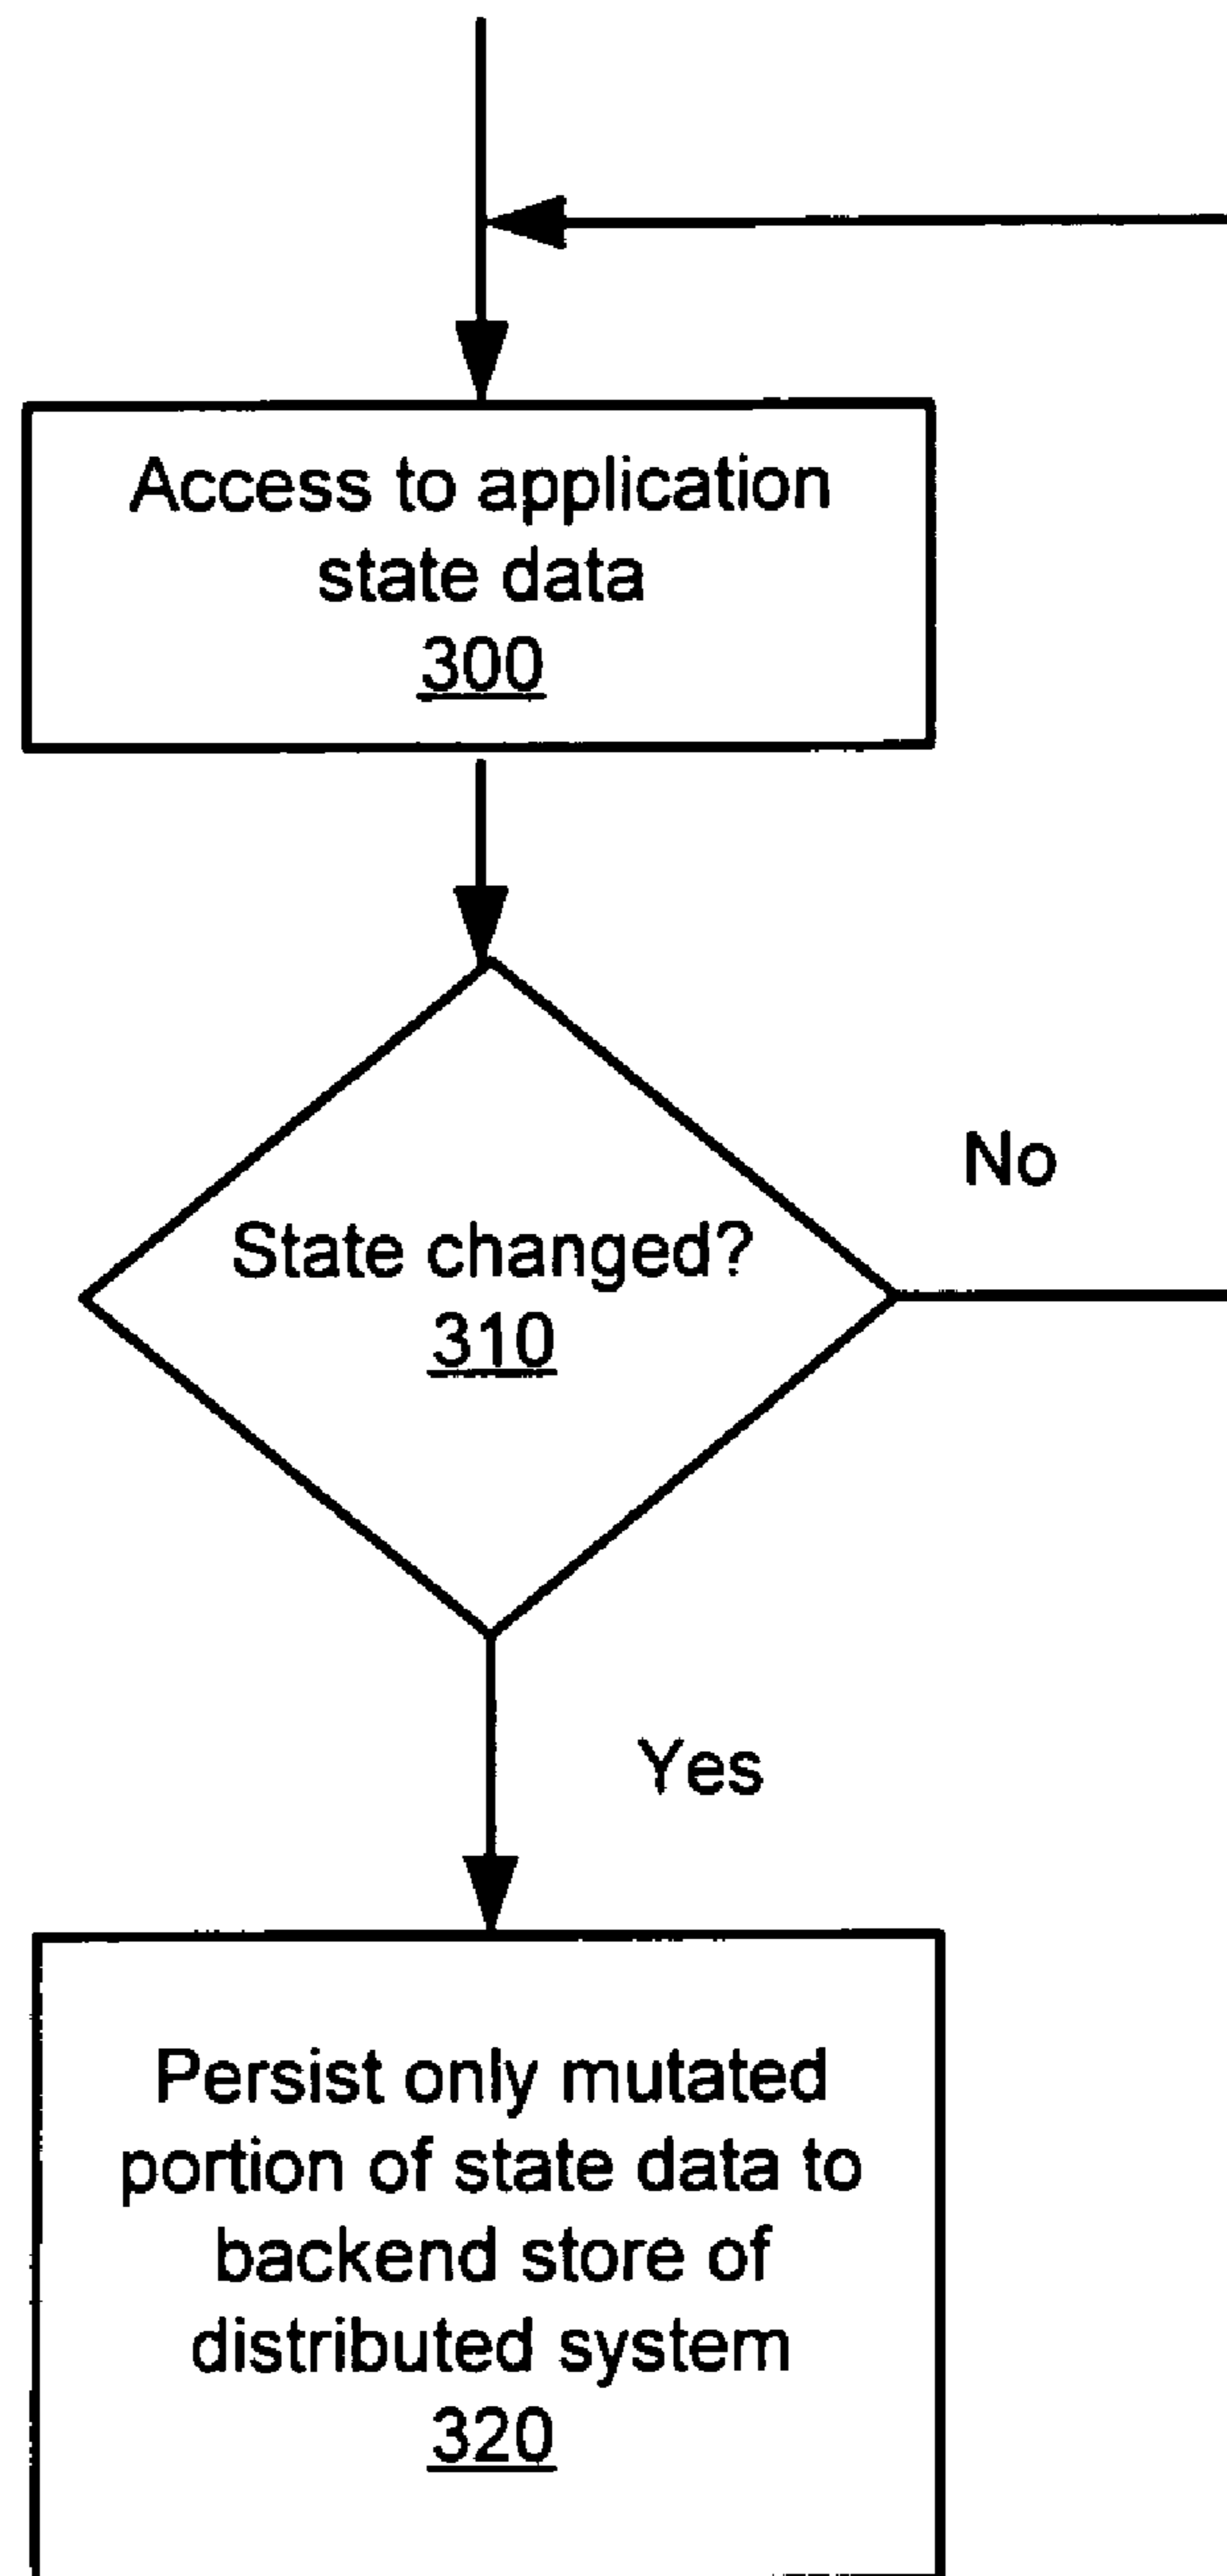 Access to application
state data
300
State changed?
310
No
Yes
Persist only mutated
portion of state data to
backend store of
distributed system
320